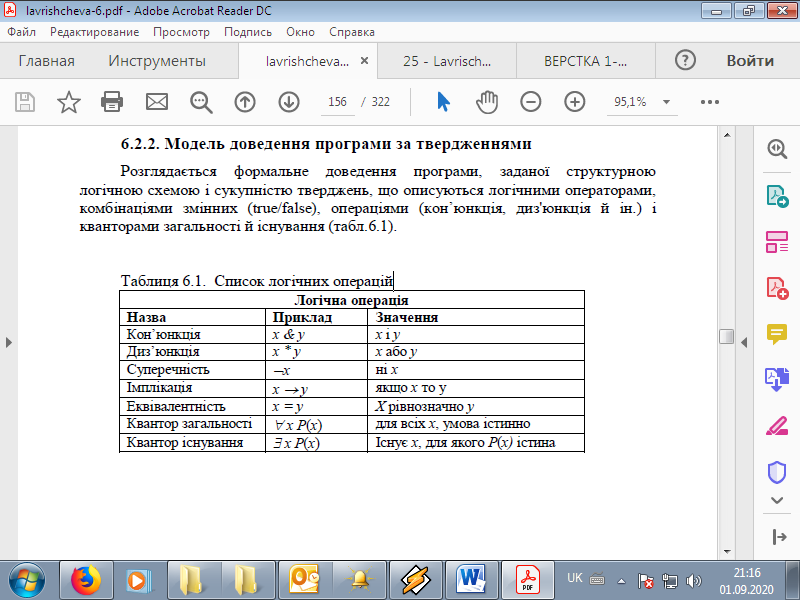 lavrishcheva-6.pdf - Adobe Acrobat Reader DC
Файл Редактирование Просмотр Подпись Окно Справка
Главная Инструменты lavrishcheva... × 25 - Lavrisch... ВЕРСТКА 1-... ? Войти
156 / 322 95,1%
6.2.2. Модель доведення програми за твердженнями
Розглядається формальне доведення програми, заданої структурною
логічною схемою і сукупністю тверджень, що описуються логічними операторами,
комбінаціями змінних (true/false), операціями (кон’юнкція, диз'юнкція й ін.) і
кванторами загальності й існування (табл.6.1).
Таблиця 6.1. Список логічних операцій
Логічна операція
Назва Приклад Значення
Кон’юнкція x & y x і y
Диз’юнкція x * y x або y
Суперечність ¬x ні x
Імплікація x → y якщо x то y
Еквівалентність x = y X рівнозначно y
Квантор загальності ∀ x P(x) для всіх x, умова істинно
Квантор існування ∃ x P(x) Існує x, для якого P(x) істина
UK 21:16
01.09.2020